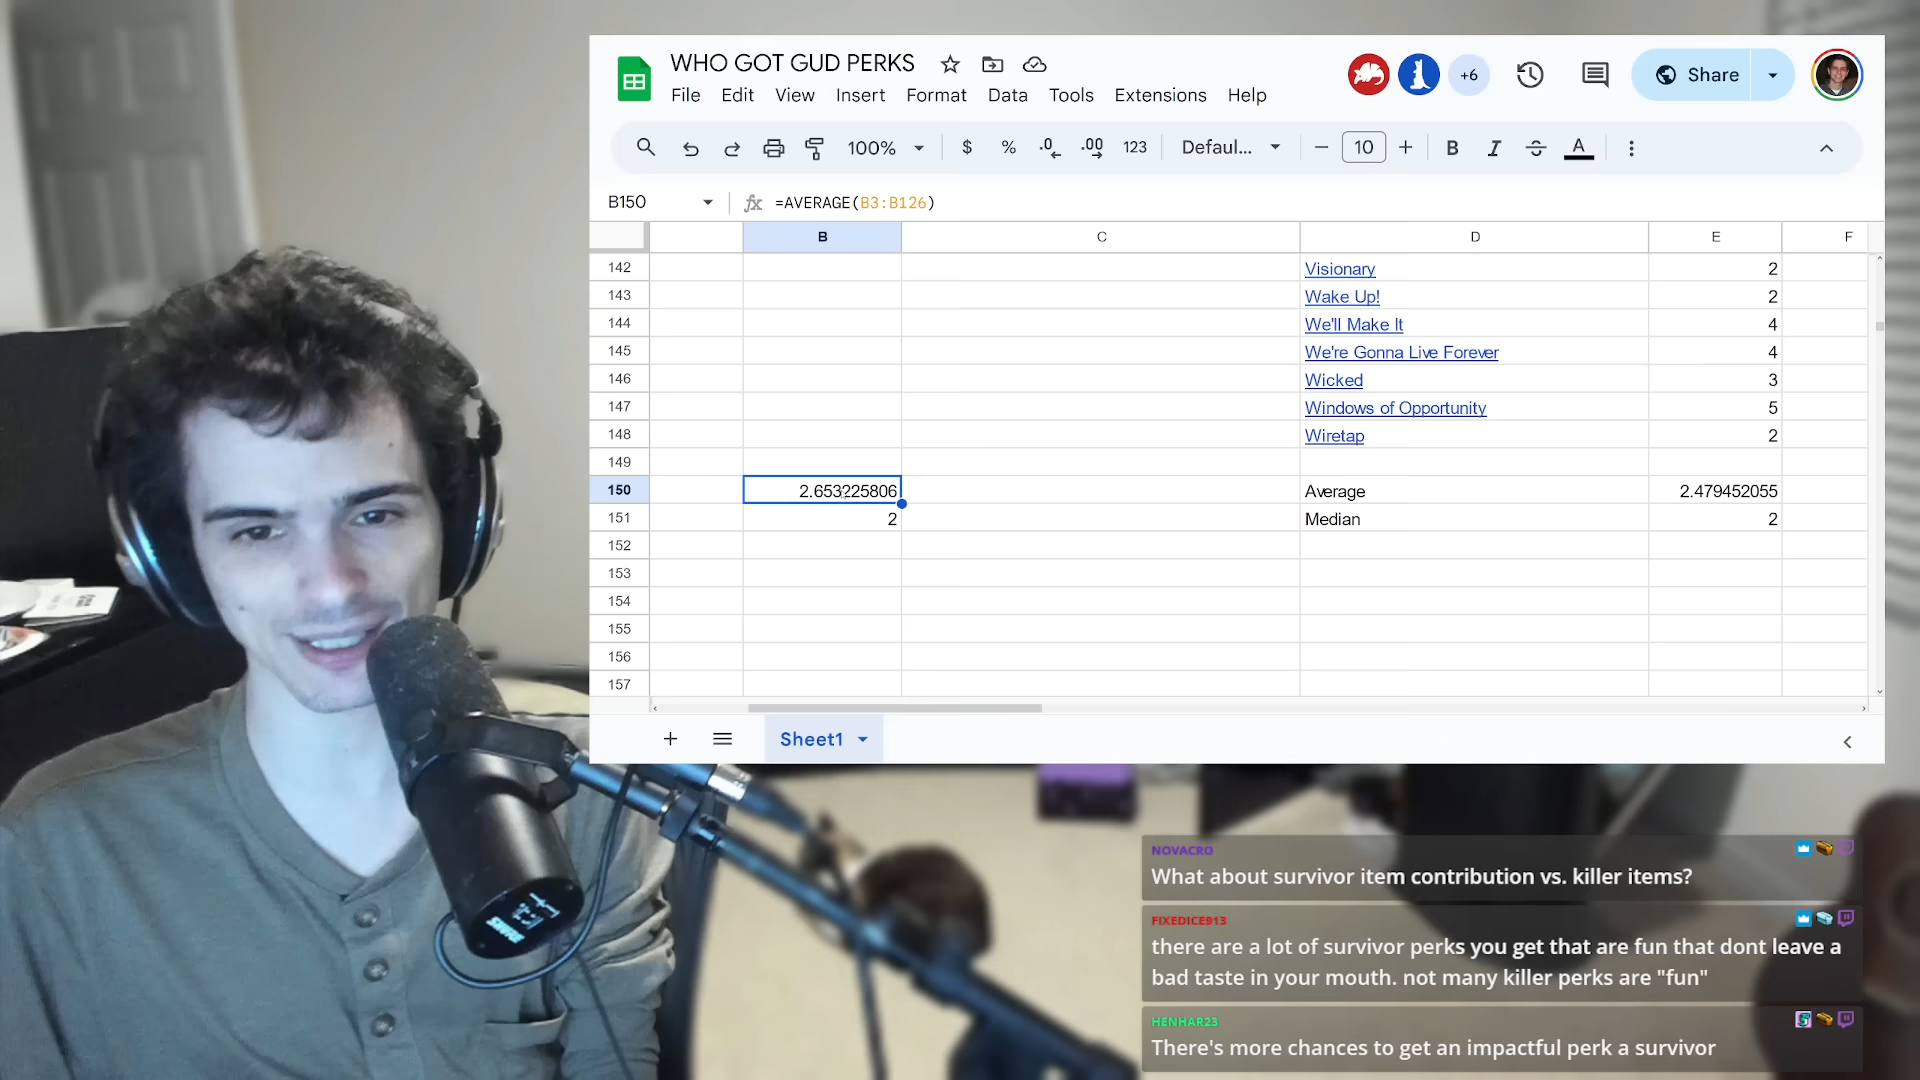 WHO GOT GUD PERKS
+6
Share
File Edit View Insert Format Data Tools Extensions Help
100% $ % .0 .00 123 Defaul... 10 B I S A
B150 fx =AVERAGE(B3:B126)
B C D E F
142 Visionary 2
143 Wake Up! 2
144 We'll Make It 4
145 We're Gonna Live Forever 4
146 Wicked 3
147 Windows of Opportunity 5
148 Wiretap 2
149
150 2.653225806 Average 2.479452055
151 2 Median 2
152
153
154
155
156
157
Sheet1
NOVACRO
What about survivor item contribution vs. killer items?
FIXEDICE913
there are a lot of survivor perks you get that are fun that dont leave a
bad taste in your mouth. not many killer perks are "fun"
HENHAR23
There's more chances to get an impactful perk a survivor